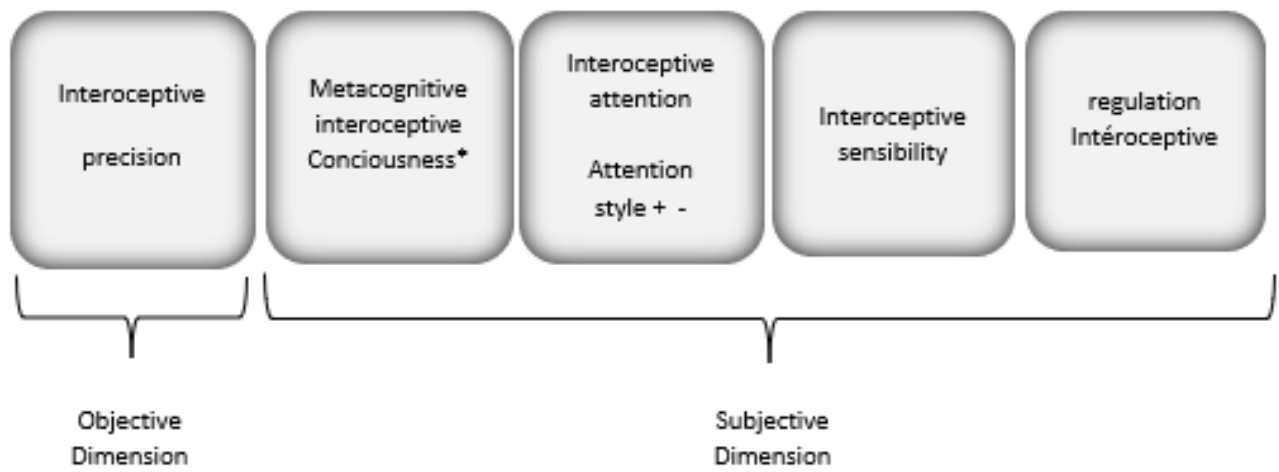 Interoceptive
precision
Metacognitive
interoceptive
Conciousness*
Interoceptive
attention
Attention
style + -
Interoceptive
sensibility
regulation
Intéroceptive
Objective
Dimension
Subjective
Dimension